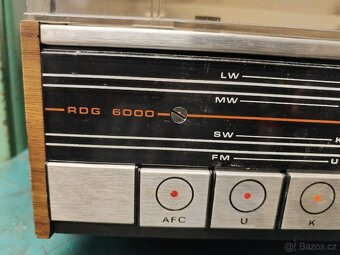 LW
MW
RDG 6000
SW K
FM U
AFC U K
Bazos.cz